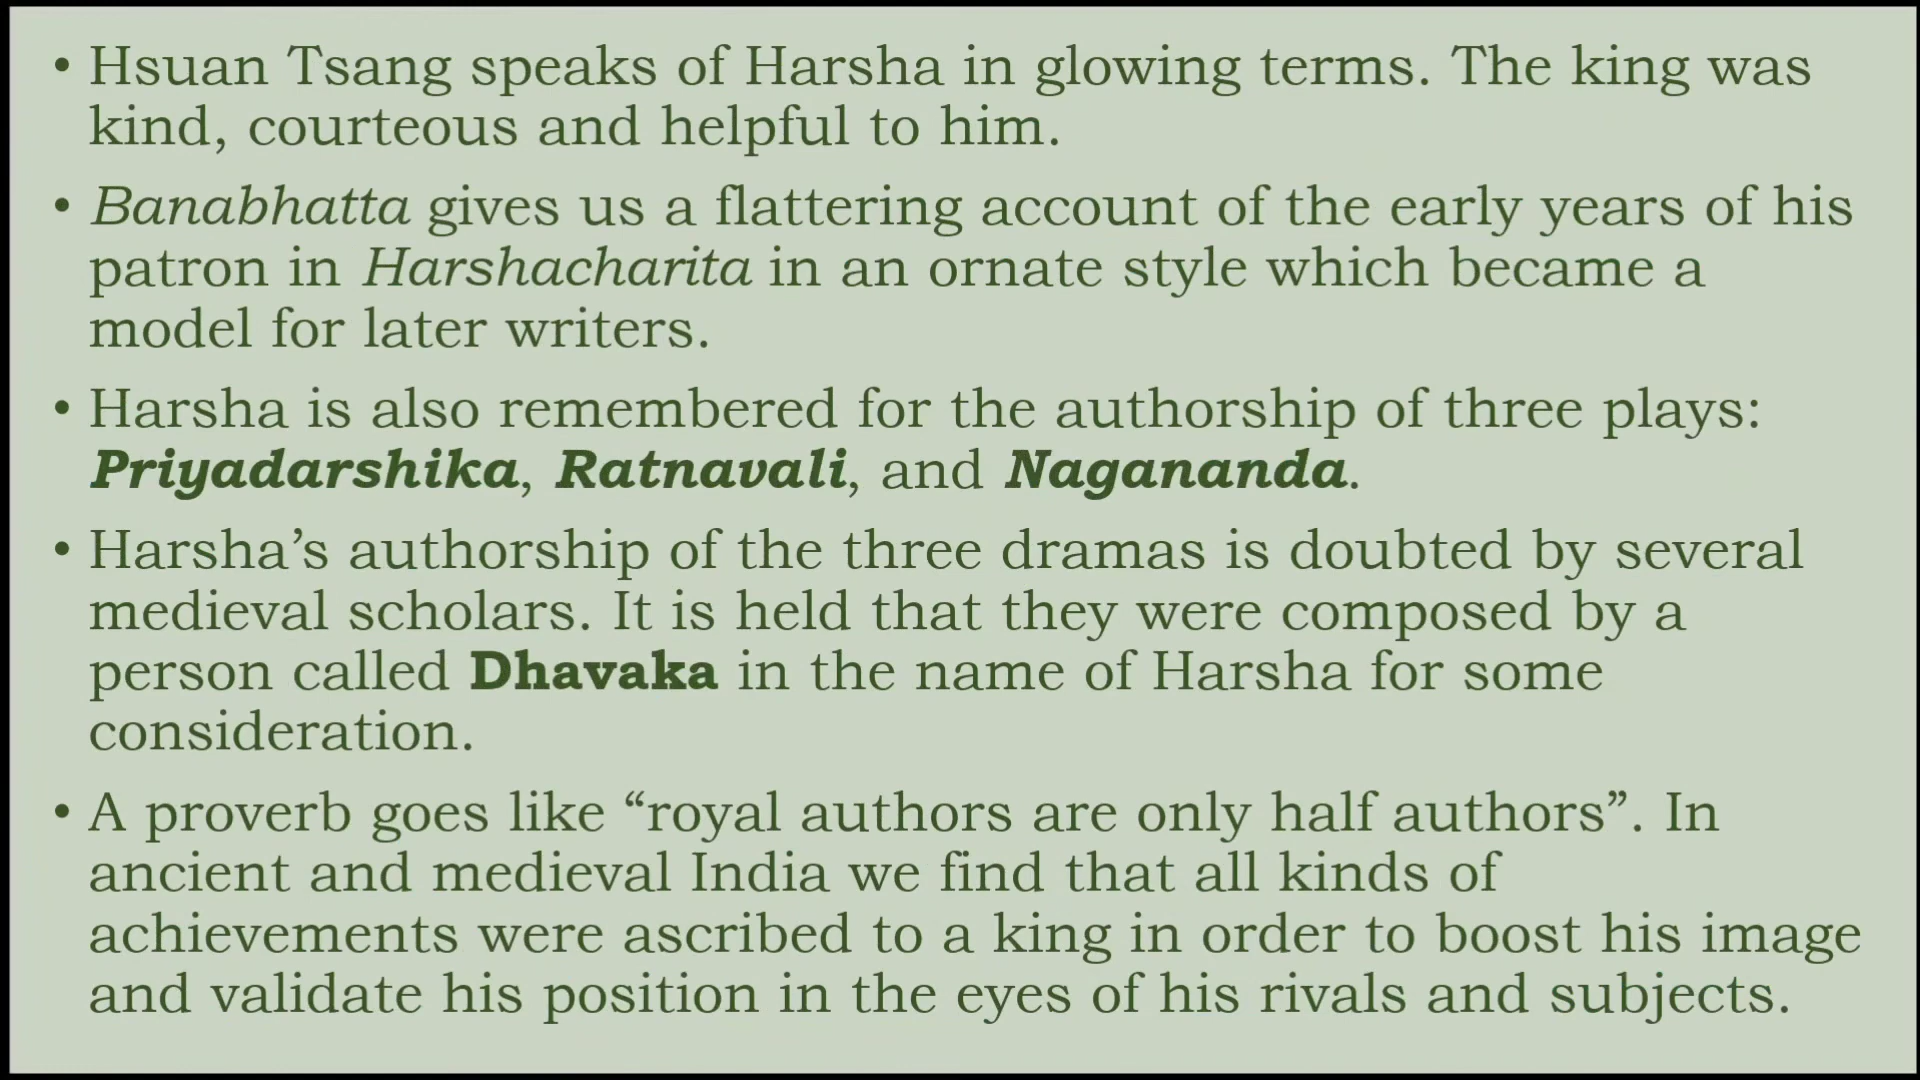 • Hsuan Tsang speaks of Harsha in glowing terms. The king was
kind, courteous and helpful to him.
• Banabhatta gives us a flattering account of the early years of his
patron in Harshacharita in an ornate style which became a
model for later writers.
• Harsha is also remembered for the authorship of three plays:
Priyadarshika, Ratnavali, and Nagananda.
• Harsha’s authorship of the three dramas is doubted by several
medieval scholars. It is held that they were composed by a
person called Dhavaka in the name of Harsha for some
consideration.
• A proverb goes like “royal authors are only half authors”. In
ancient and medieval India we find that all kinds of
achievements were ascribed to a king in order to boost his image
and validate his position in the eyes of his rivals and subjects.